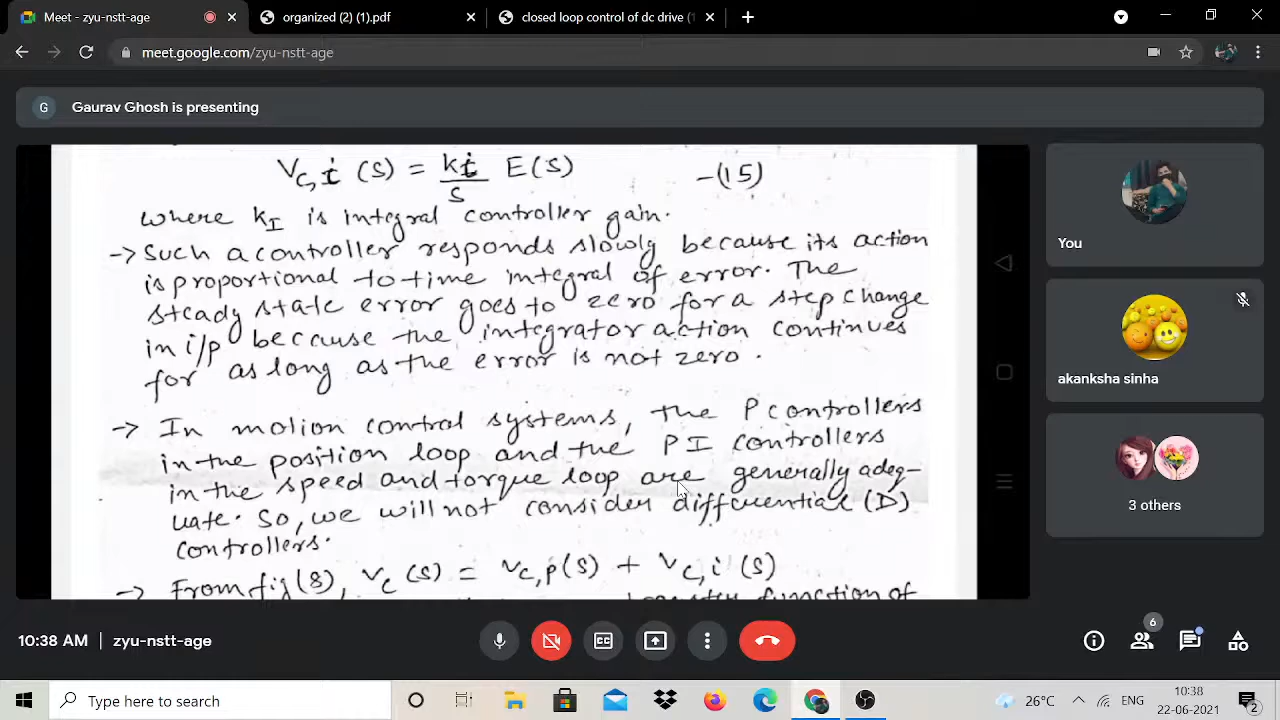 Meet - zyu-nstt-age
organized (2) (1).pdf
closed loop control of dc drive (1
meet.google.com/zyu-nstt-age
G Gaurav Ghosh is presenting
Vc,i (s) = ki/s E(s) -(15)
where kI is integral controller gain.
-> Such a controller responds slowly because its action
is proportional to time integral of error. The
steady state error goes to zero for a step change
in i/p because the integrator action continues
for as long as the error is not zero.
-> In motion control systems, the P controllers
in the position loop and the PI controllers
in the speed and torque loop are generally adeq-
uate. So, we will not consider differential (D)
controllers.
-> From fig(8), vc(s) = vc,p(s) + vc,i(s)
function of
You
akanksha sinha
3 others
10:38 AM | zyu-nstt-age
6
Type here to search
26°C
ENG
10:38
22-06-2021
2